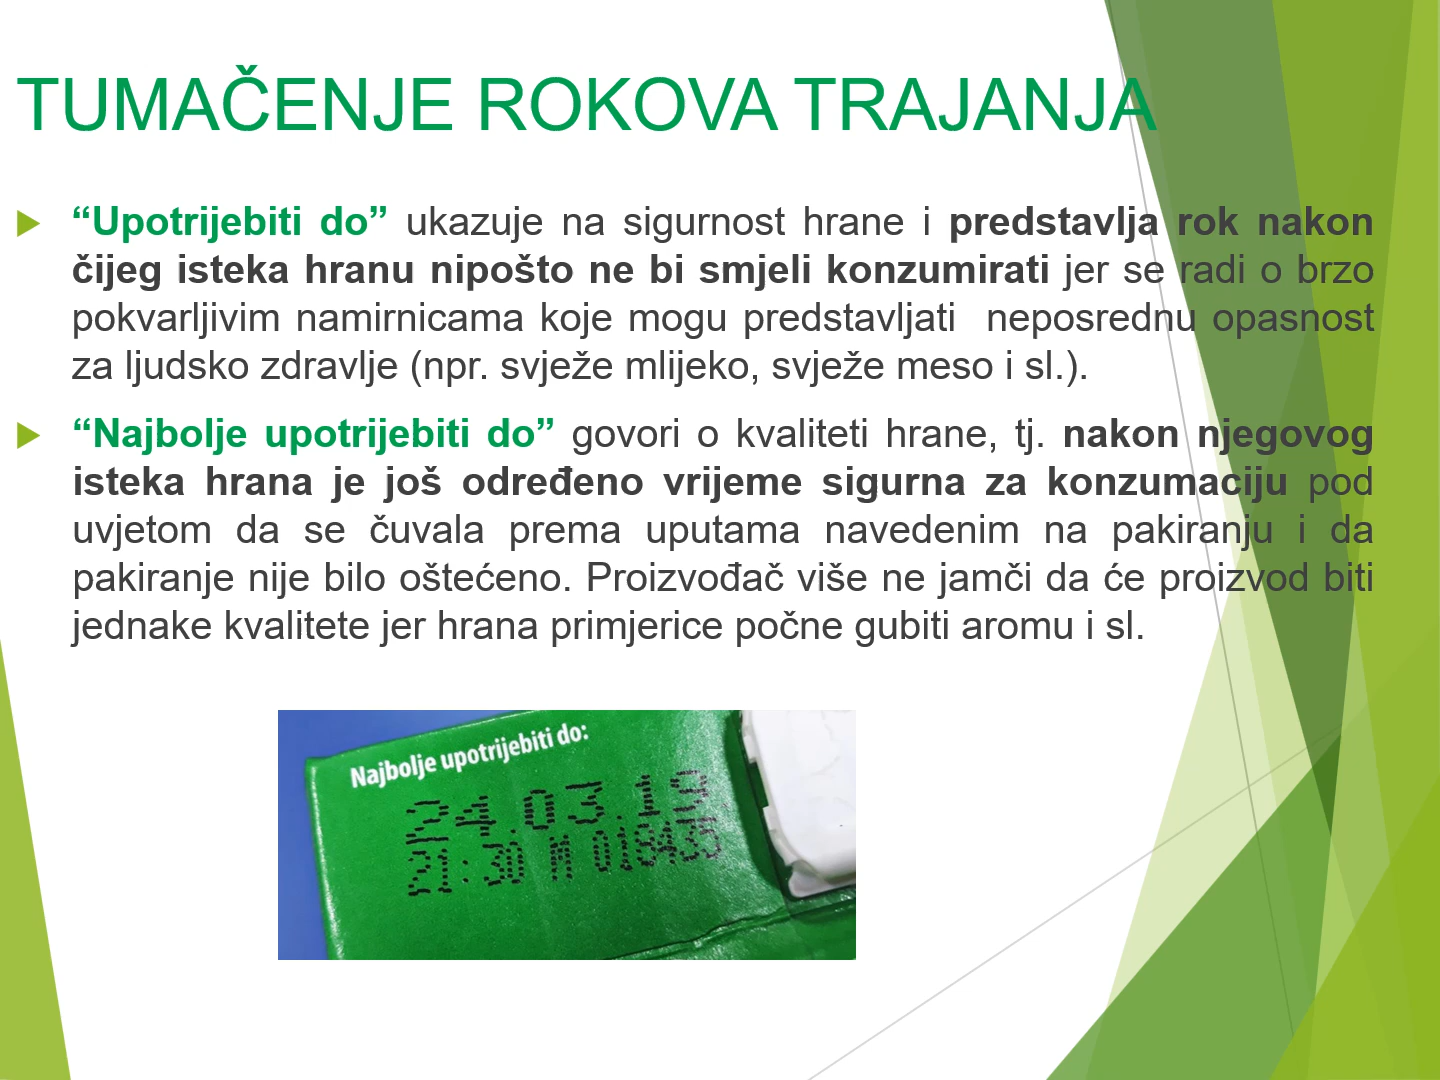 TUMAČENJE ROKOVA TRAJANJA
“Upotrijebiti do” ukazuje na sigurnost hrane i predstavlja rok nakon
čijeg isteka hranu nipošto ne bi smjeli konzumirati jer se radi o brzo
pokvarljivim namirnicama koje mogu predstavljati neposrednu opasnost
za ljudsko zdravlje (npr. svježe mlijeko, svježe meso i sl.).
“Najbolje upotrijebiti do” govori o kvaliteti hrane, tj. nakon njegovog
isteka hrana je još određeno vrijeme sigurna za konzumaciju pod
uvjetom da se čuvala prema uputama navedenim na pakiranju i da
pakiranje nije bilo oštećeno. Proizvođač više ne jamči da će proizvod biti
jednake kvalitete jer hrana primjerice počne gubiti aromu i sl.
Najbolje upotrijebiti do:
24.03.19
21:30 M 018435